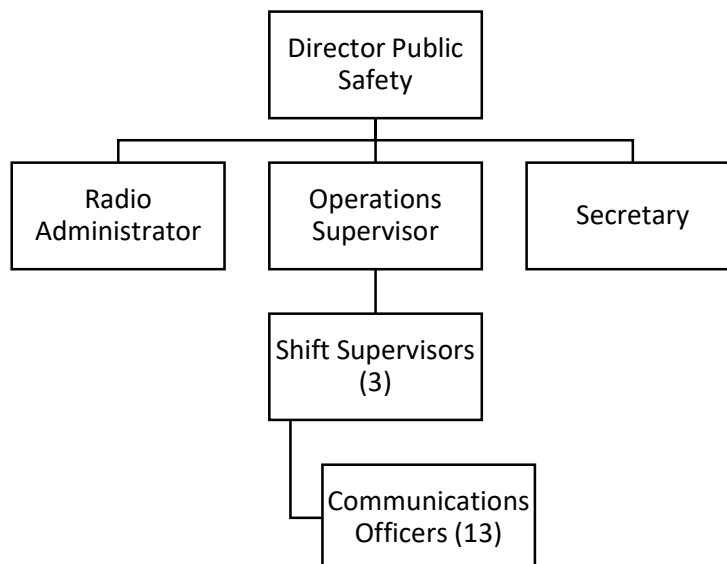 Director Public
Safety
Radio
Administrator
Operations
Supervisor
Secretary
Shift Supervisors
(3)
Communications
Officers (13)